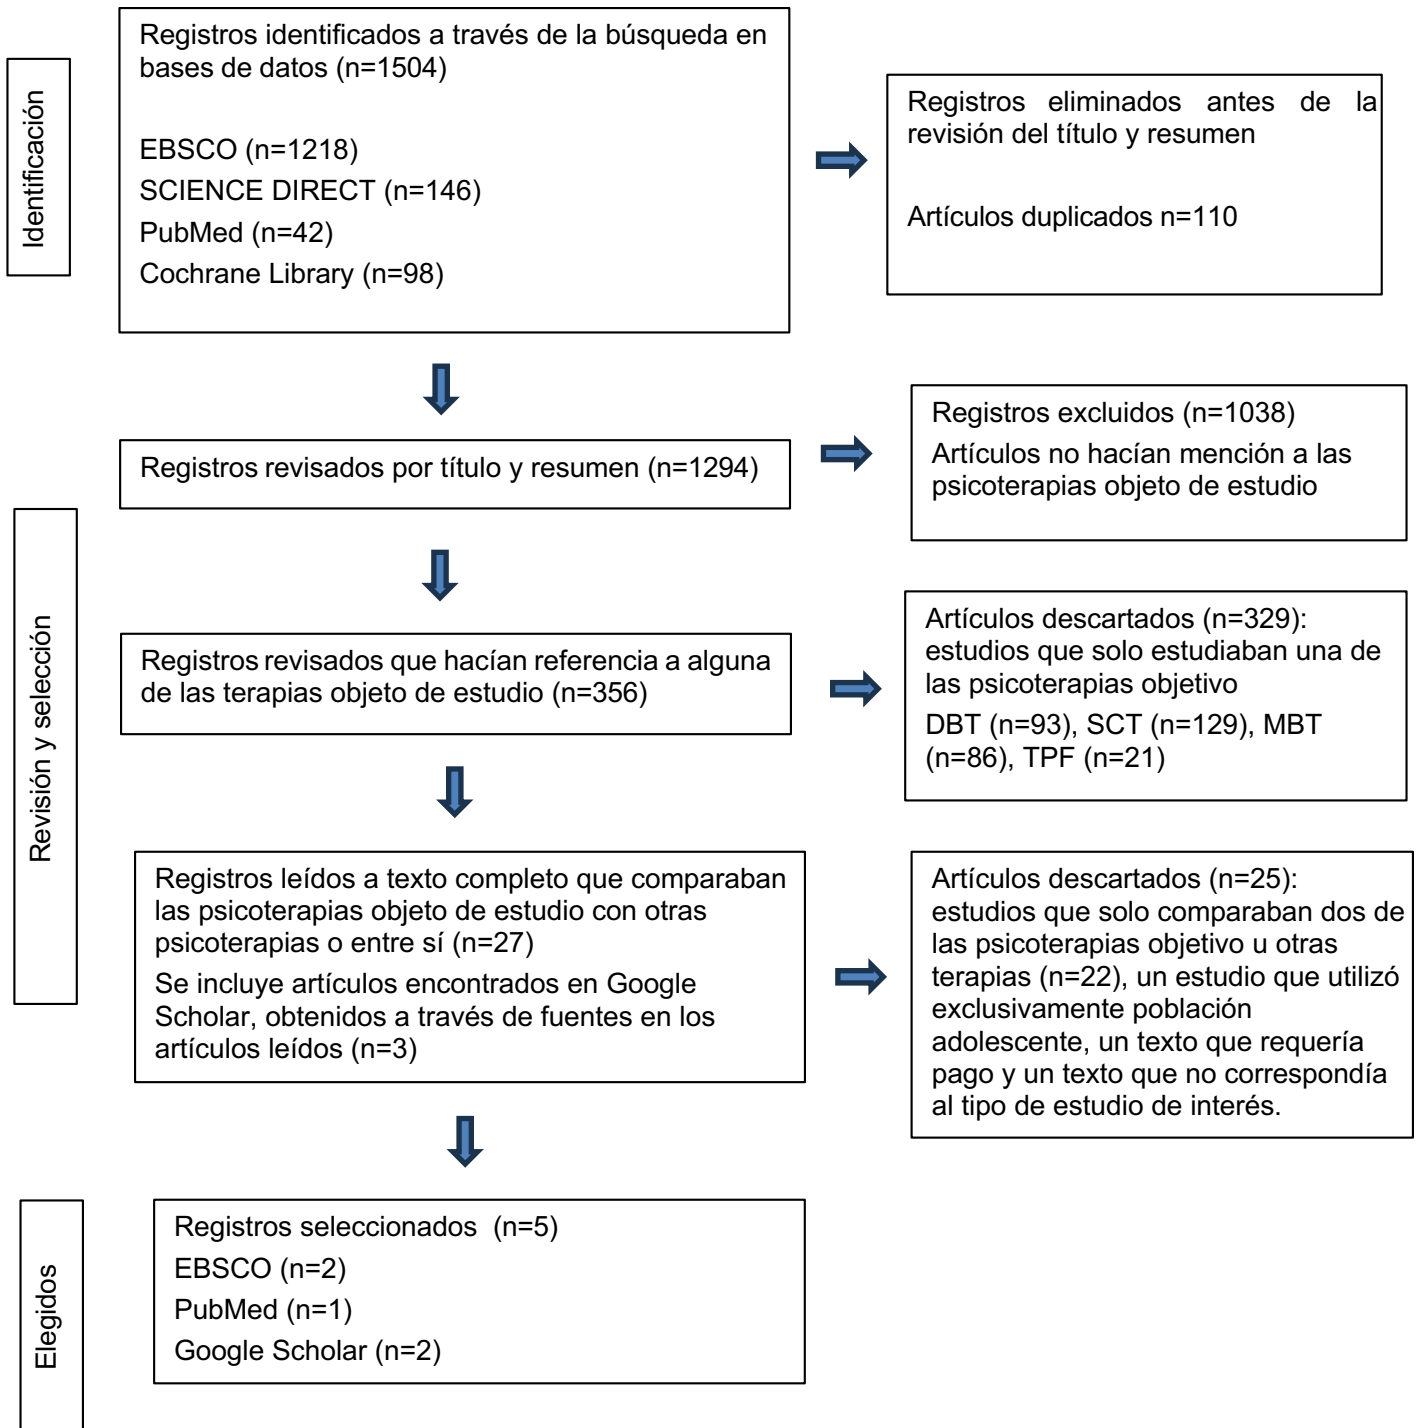 Identificación
Registros identificados a través de la búsqueda en
bases de datos (n=1504)
EBSCO (n=1218)
SCIENCE DIRECT (n=146)
PubMed (n=42)
Cochrane Library (n=98)
Registros eliminados antes de la
revisión del título y resumen
Artículos duplicados n=110
Revisión y selección
Registros revisados por título y resumen (n=1294)
Registros excluidos (n=1038)
Artículos no hacían mención a las
psicoterapias objeto de estudio
Registros revisados que hacían referencia a alguna
de las terapias objeto de estudio (n=356)
Artículos descartados (n=329):
estudios que solo estudiaban una de
las psicoterapias objetivo
DBT (n=93), SCT (n=129), MBT
(n=86), TPF (n=21)
Registros leídos a texto completo que comparaban
las psicoterapias objeto de estudio con otras
psicoterapias o entre sí (n=27)
Se incluye artículos encontrados en Google
Scholar, obtenidos a través de fuentes en los
artículos leídos (n=3)
Artículos descartados (n=25):
estudios que solo comparaban dos de
las psicoterapias objetivo u otras
terapias (n=22), un estudio que utilizó
exclusivamente población
adolescente, un texto que requería
pago y un texto que no correspondía
al tipo de estudio de interés.
Elegidos
Registros seleccionados (n=5)
EBSCO (n=2)
PubMed (n=1)
Google Scholar (n=2)